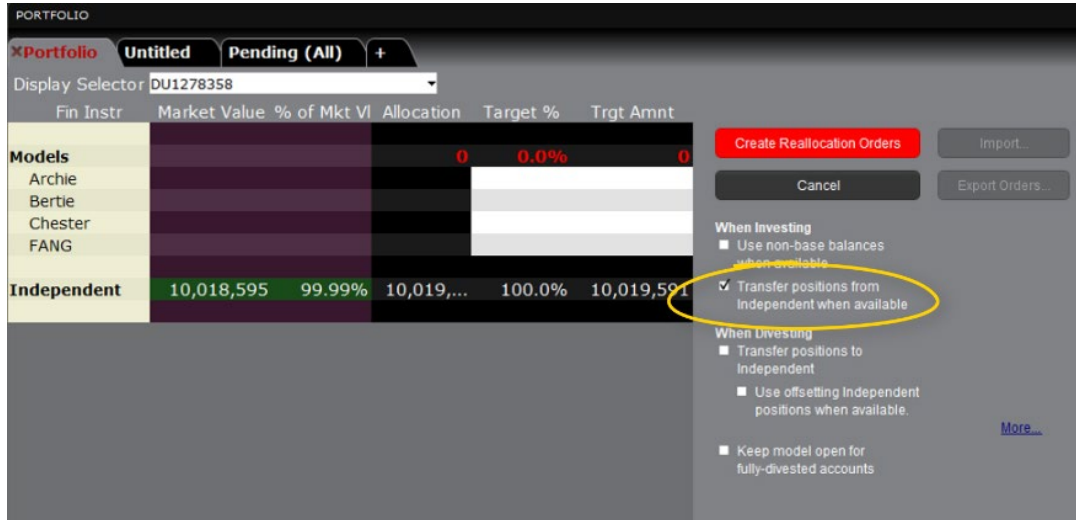 PORTFOLIO
×Portfolio Untitled Pending (All) +
Display Selector DU1278358
Fin Instr Market Value % of Mkt Vl Allocation Target % Trgt Amnt
Models 0 0.0% 0
Archie
Bertie
Chester
FANG
Independent 10,018,595 99.99% 10,019,... 100.0% 10,019,591
Create Reallocation Orders Import...
Cancel Export Orders...
When Investing
Use non-base balances
when available
Transfer positions from
Independent when available
When Divesting
Transfer positions to
Independent
Use offsetting Independent
positions when available.
More...
Keep model open for
fully-divested accounts